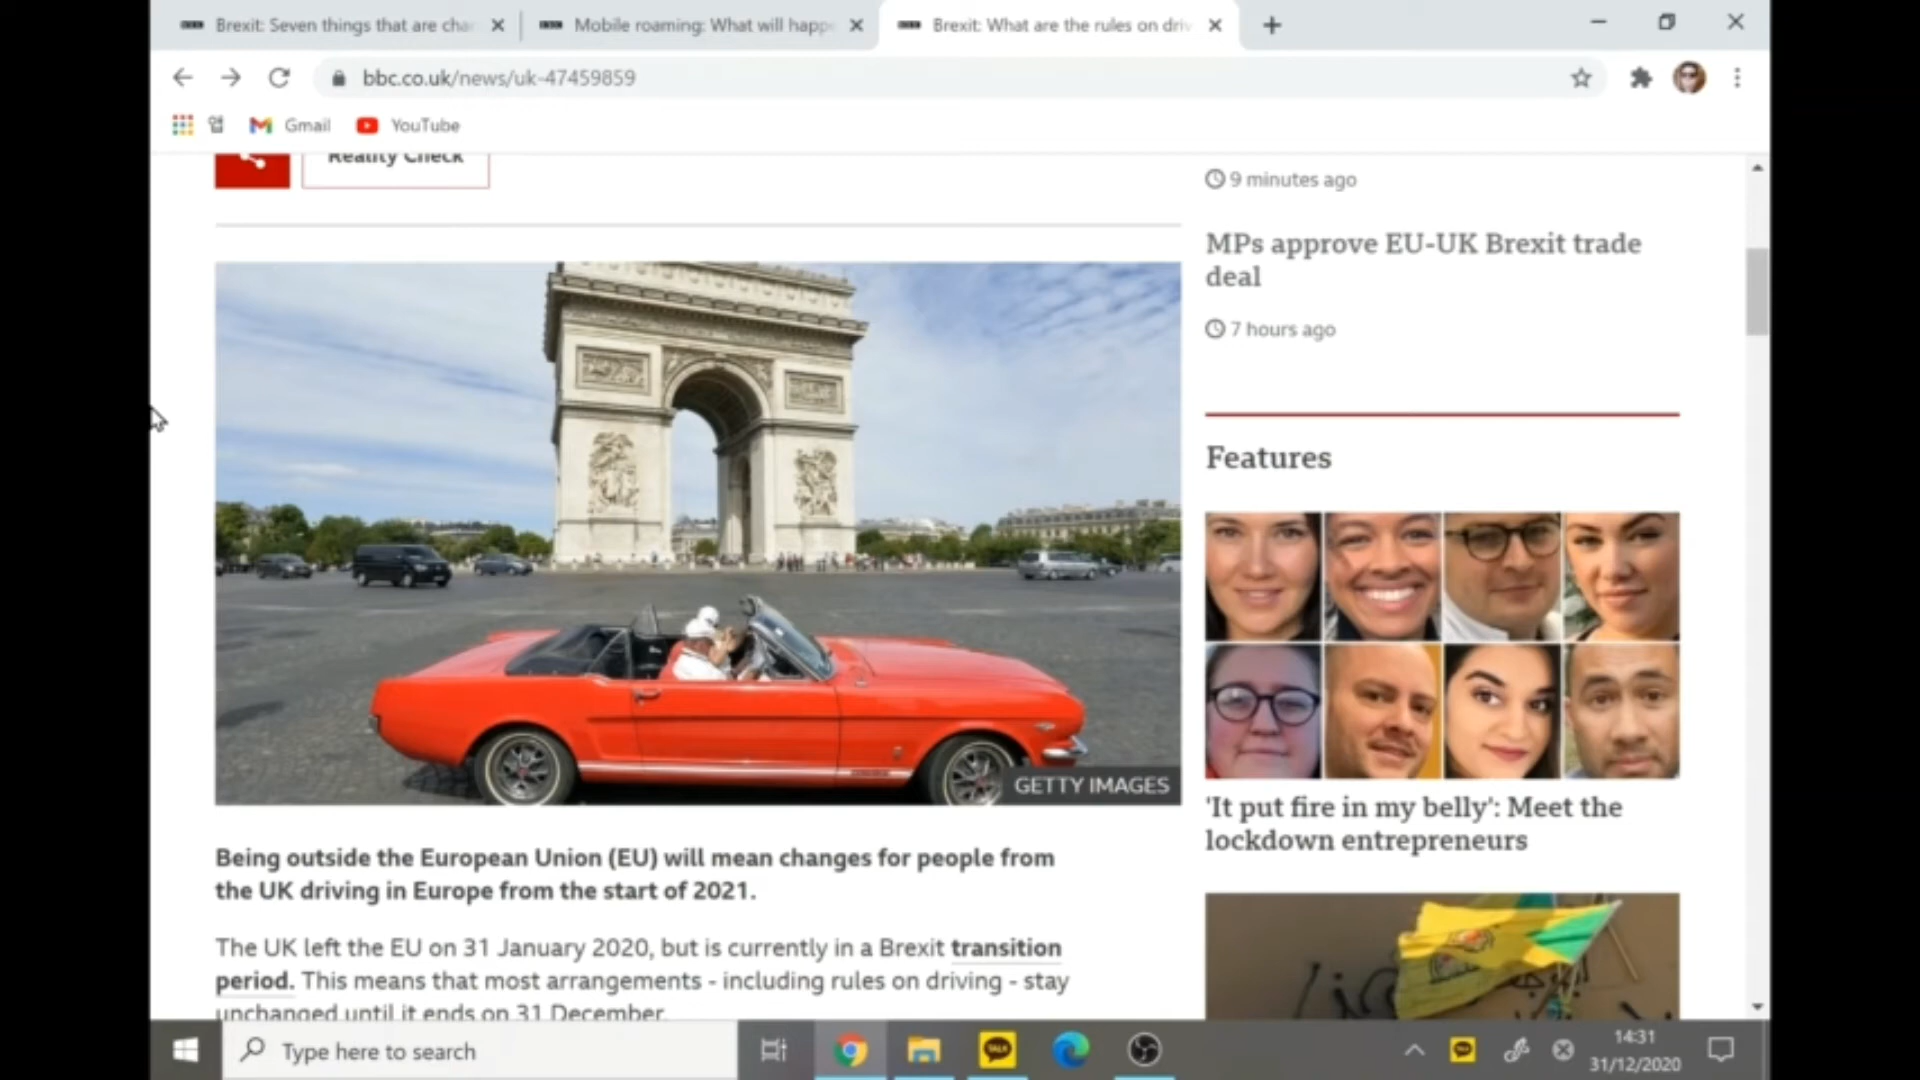 Brexit: Seven things that are cha
Mobile roaming: What will happ
Brexit: What are the rules on driv
bbc.co.uk/news/uk-47459859
Gmail
YouTube
Reality Check
9 minutes ago
MPs approve EU-UK Brexit trade
deal
7 hours ago
Features
GETTY IMAGES
'It put fire in my belly': Meet the
lockdown entrepreneurs
Being outside the European Union (EU) will mean changes for people from
the UK driving in Europe from the start of 2021.
The UK left the EU on 31 January 2020, but is currently in a Brexit transition
period. This means that most arrangements - including rules on driving - stay
unchanged until it ends on 31 December.
Type here to search
TALK
14:31
31/12/2020